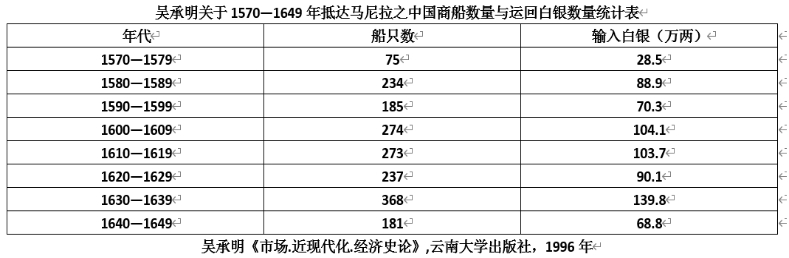 吴承明关于 1570—1649 年抵达马尼拉之中国商船数量与运回白银数量统计表
年代 船只数 输入白银（万两）
1570—1579 75 28.5
1580—1589 234 88.9
1590—1599 185 70.3
1600—1609 274 104.1
1610—1619 273 103.7
1620—1629 237 90.1
1630—1639 368 139.8
1640—1649 181 68.8
吴承明《市场.近现代化.经济史论》,云南大学出版社，1996 年